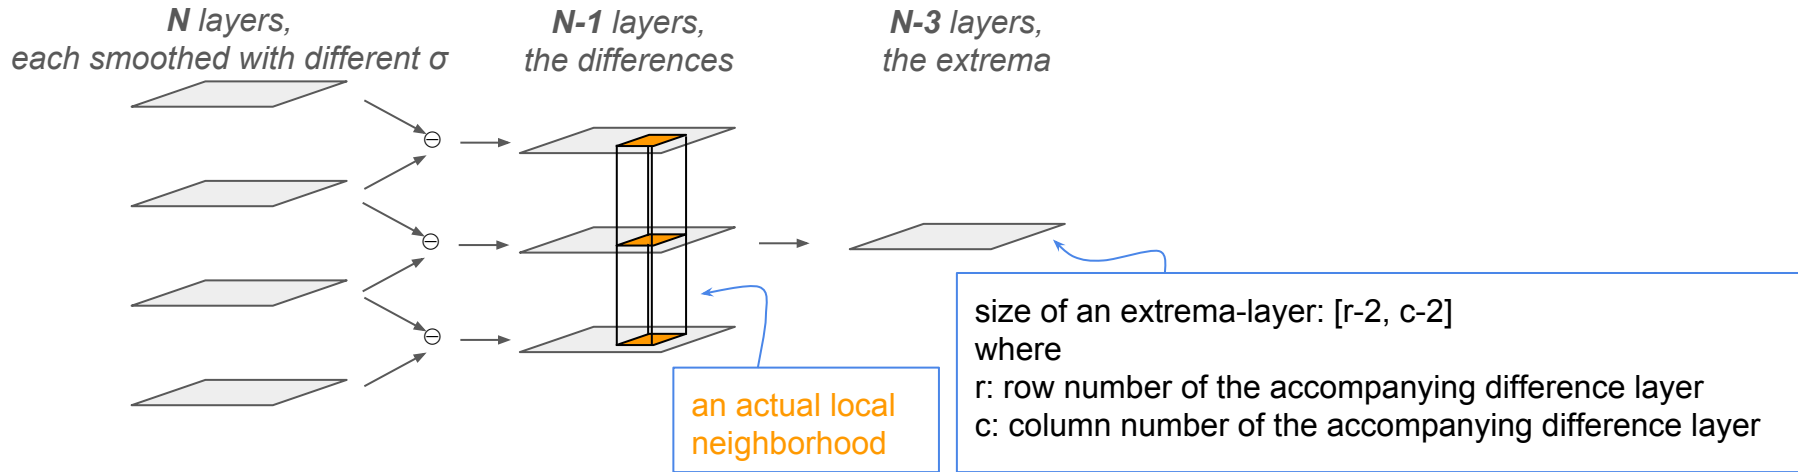 N layers,
each smoothed with different σ
N-1 layers,
the differences
N-3 layers,
the extrema
an actual local
neighborhood
size of an extrema-layer: [r-2, c-2]
where
r: row number of the accompanying difference layer
c: column number of the accompanying difference layer